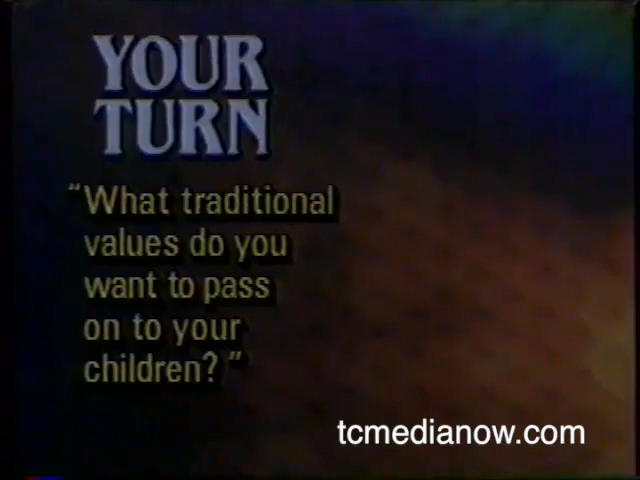 YOUR
TURN
“What traditional
values do you
want to pass
on to your
children?”
tcmedianow.com